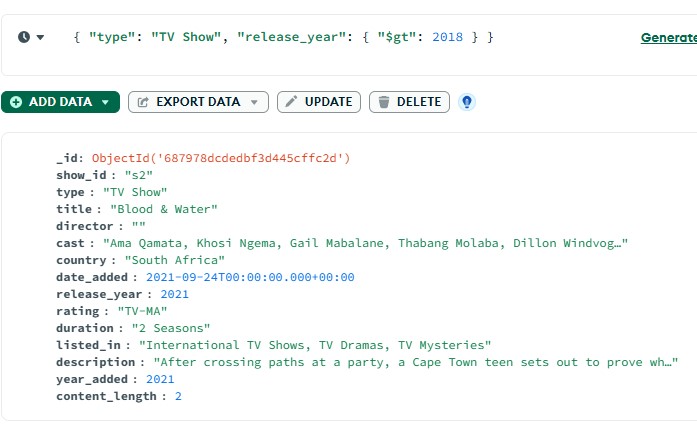 { "type": "TV Show", "release_year": { "$gt": 2018 } }
Generate
ADD DATA
EXPORT DATA
UPDATE
DELETE
_id: ObjectId('687978dcdedbf3d445cffc2d')
show_id : "s2"
type : "TV Show"
title : "Blood & Water"
director : ""
cast : "Ama Qamata, Khosi Ngema, Gail Mabalane, Thabang Molaba, Dillon Windvog…"
country : "South Africa"
date_added : 2021-09-24T00:00:00.000+00:00
release_year : 2021
rating : "TV-MA"
duration : "2 Seasons"
listed_in : "International TV Shows, TV Dramas, TV Mysteries"
description : "After crossing paths at a party, a Cape Town teen sets out to prove wh…"
year_added : 2021
content_length : 2